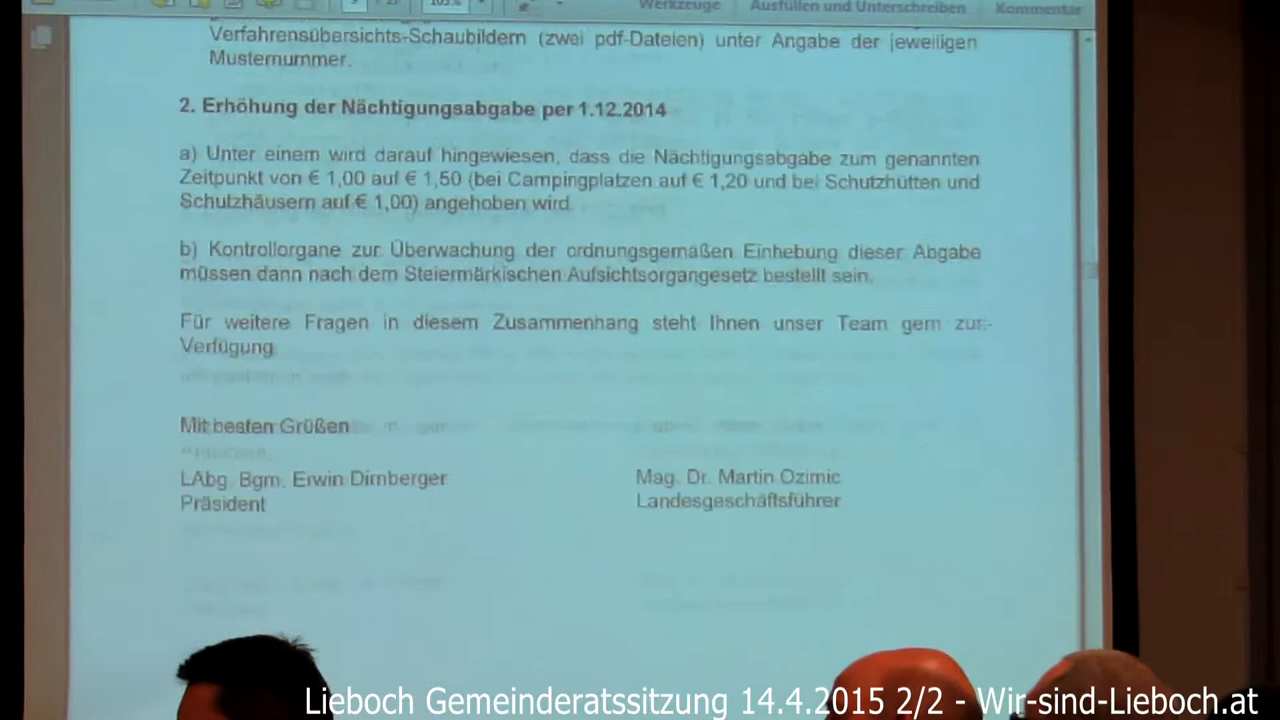 Werkzeuge Ausfüllen und Unterschreiben Kommentar
Verfahrensübersichts-Schaubildern (zwei pdf-Dateien) unter Angabe der jeweiligen
Musternummer.
2. Erhöhung der Nächtigungsabgabe per 1.12.2014
a) Unter einem wird darauf hingewiesen, dass die Nächtigungsabgabe zum genannten
Zeitpunkt von € 1,00 auf € 1,50 (bei Campingplätzen auf € 1,20 und bei Schutzhütten und
Schutzhäusern auf € 1,00) angehoben wird.
b) Kontrollorgane zur Überwachung der ordnungsgemäßen Einhebung dieser Abgabe
müssen dann nach dem Steiermärkischen Aufsichtsorgangesetz bestellt sein.
Für weitere Fragen in diesem Zusammenhang steht Ihnen unser Team gern zur
Verfügung.
Mit besten Grüßen
LAbg. Bgm. Erwin Dirnberger Mag. Dr. Martin Ozimic
Präsident Landesgeschäftsführer
Lieboch Gemeinderatssitzung 14.4.2015 2/2 - Wir-sind-Lieboch.at